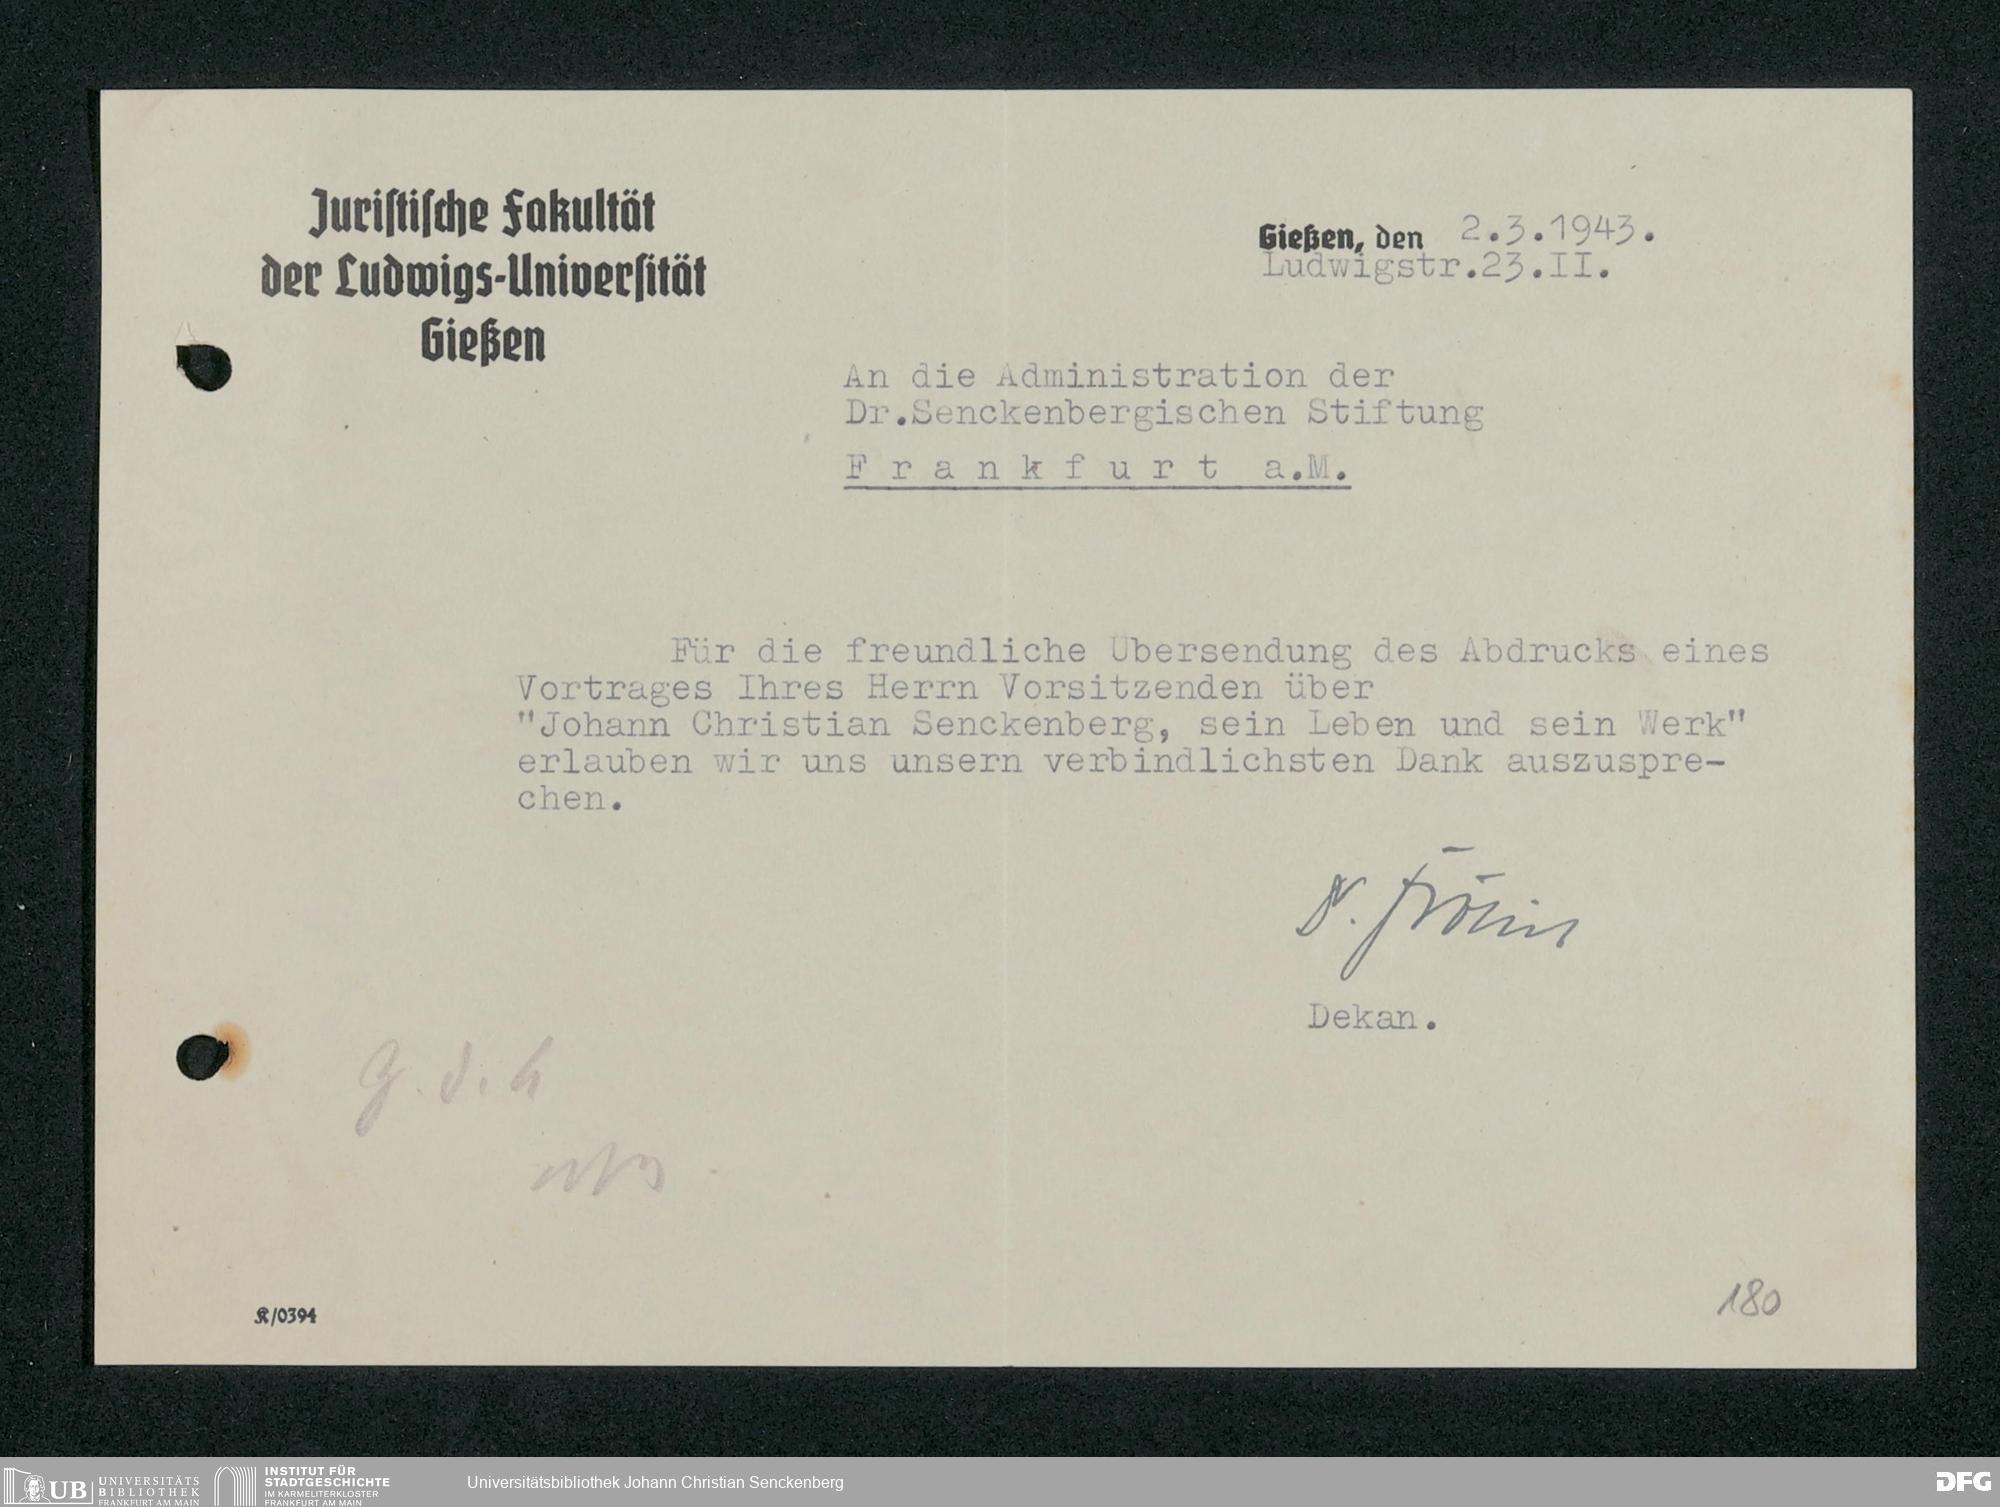 Juristische Fakultät
der Ludwigs-Universität
Gießen
Gießen, den 2.3.1943.
Ludwigstr.23.II.
An die Administration der
Dr.Senckenbergischen Stiftung
F r a n k f u r t  a.M.
Für die freundliche Übersendung des Abdrucks eines
Vortrages Ihres Herrn Vorsitzenden über
"Johann Christian Senckenberg, sein Leben und sein Werk"
erlauben wir uns unsern verbindlichsten Dank auszuspre-
chen.
Dekan.
K/0394
180
UB UNIVERSITÄTS
BIBLIOTHEK
FRANKFURT AM MAIN
INSTITUT FÜR
STADTGESCHICHTE
IM KARMELITERKLOSTER
FRANKFURT AM MAIN
Universitätsbibliothek Johann Christian Senckenberg
DFG